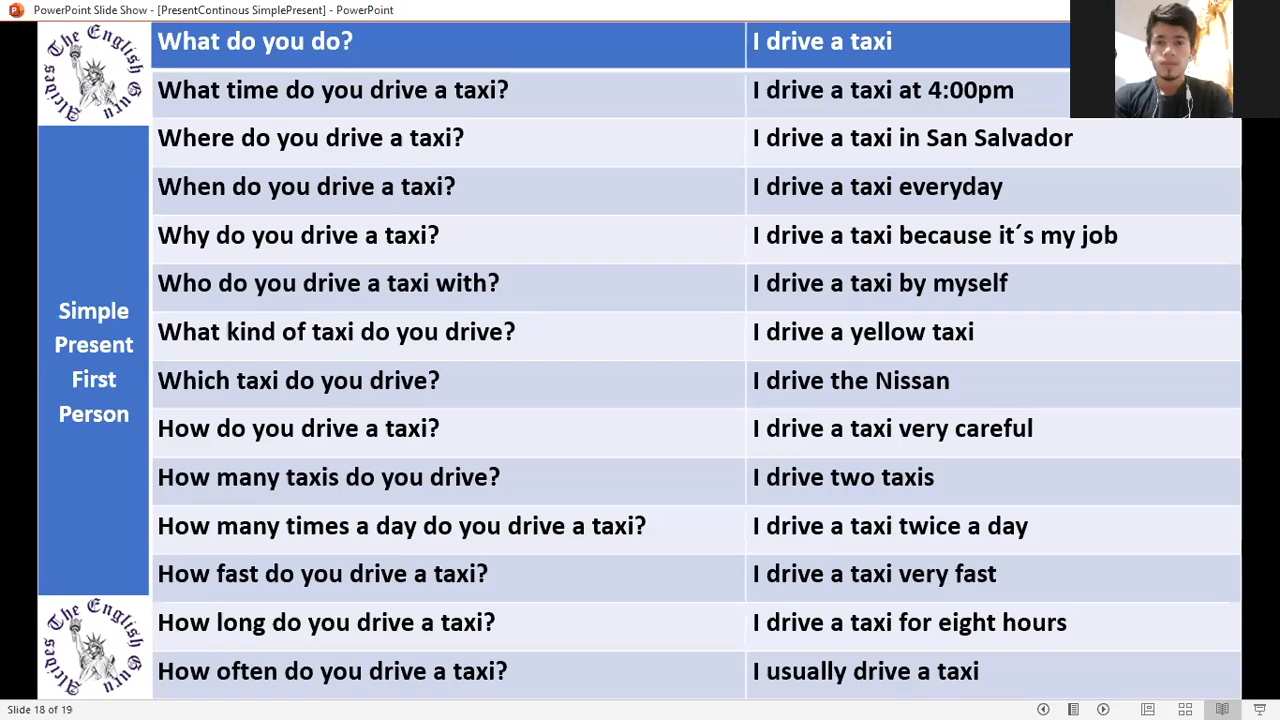 PowerPoint Slide Show - [PresentContinous SimplePresent] - PowerPoint
Alcides The English Guru
What do you do? I drive a taxi
What time do you drive a taxi? I drive a taxi at 4:00pm
Where do you drive a taxi? I drive a taxi in San Salvador
When do you drive a taxi? I drive a taxi everyday
Why do you drive a taxi? I drive a taxi because it´s my job
Who do you drive a taxi with? I drive a taxi by myself
What kind of taxi do you drive? I drive a yellow taxi
Which taxi do you drive? I drive the Nissan
How do you drive a taxi? I drive a taxi very careful
How many taxis do you drive? I drive two taxis
How many times a day do you drive a taxi? I drive a taxi twice a day
How fast do you drive a taxi? I drive a taxi very fast
How long do you drive a taxi? I drive a taxi for eight hours
How often do you drive a taxi? I usually drive a taxi
Simple
Present
First
Person
Alcides The English Guru
Slide 18 of 19